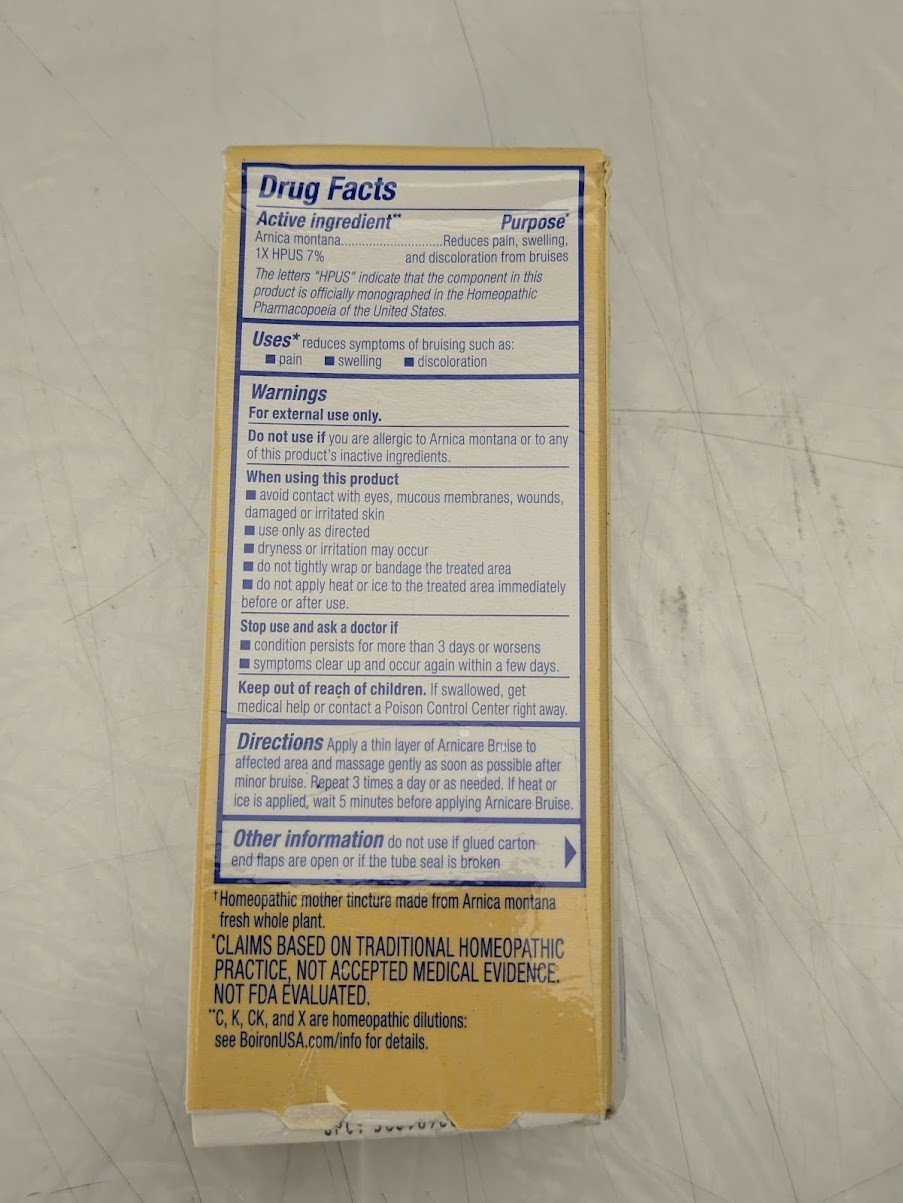 Drug Facts
Active ingredient** Purpose*
Arnica montana..............................Reduces pain, swelling,
1X HPUS 7% and discoloration from bruises
The letters "HPUS" indicate that the component in this
product is officially monographed in the Homeopathic
Pharmacopoeia of the United States.
Uses* reduces symptoms of bruising such as:
■ pain ■ swelling ■ discoloration
Warnings
For external use only.
Do not use if you are allergic to Arnica montana or to any
of this product's inactive ingredients.
When using this product
■ avoid contact with eyes, mucous membranes, wounds,
damaged or irritated skin
■ use only as directed
■ dryness or irritation may occur
■ do not tightly wrap or bandage the treated area
■ do not apply heat or ice to the treated area immediately
before or after use.
Stop use and ask a doctor if
■ condition persists for more than 3 days or worsens
■ symptoms clear up and occur again within a few days.
Keep out of reach of children. If swallowed, get
medical help or contact a Poison Control Center right away.
Directions Apply a thin layer of Arnicare Bruise to
affected area and massage gently as soon as possible after
minor bruise. Repeat 3 times a day or as needed. If heat or
ice is applied, wait 5 minutes before applying Arnicare Bruise.
Other information do not use if glued carton
end flaps are open or if the tube seal is broken
†Homeopathic mother tincture made from Arnica montana
fresh whole plant.
*CLAIMS BASED ON TRADITIONAL HOMEOPATHIC
PRACTICE, NOT ACCEPTED MEDICAL EVIDENCE.
NOT FDA EVALUATED.
**C, K, CK, and X are homeopathic dilutions:
see BoironUSA.com/info for details.